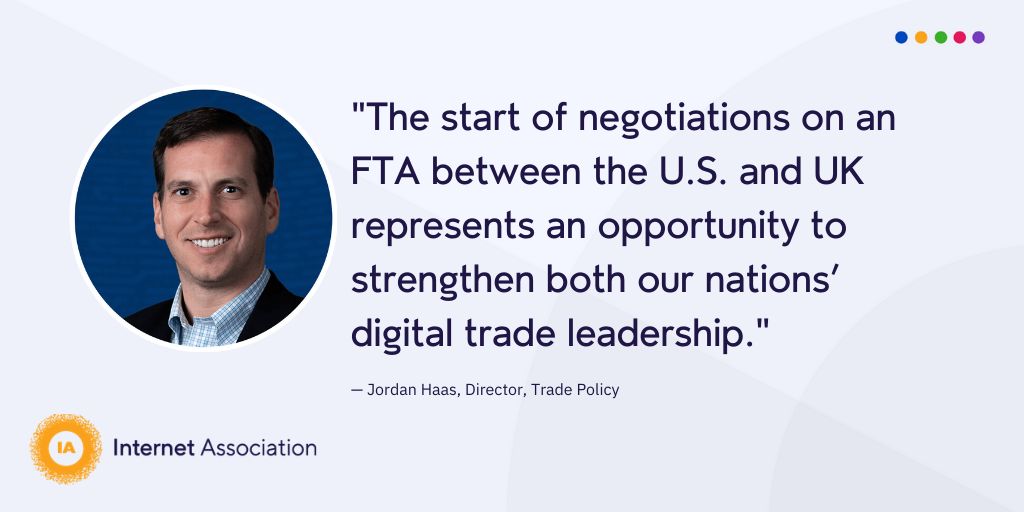 "The start of negotiations on an
FTA between the U.S. and UK
represents an opportunity to
strengthen both our nations’
digital trade leadership."
— Jordan Haas, Director, Trade Policy
IA Internet Association